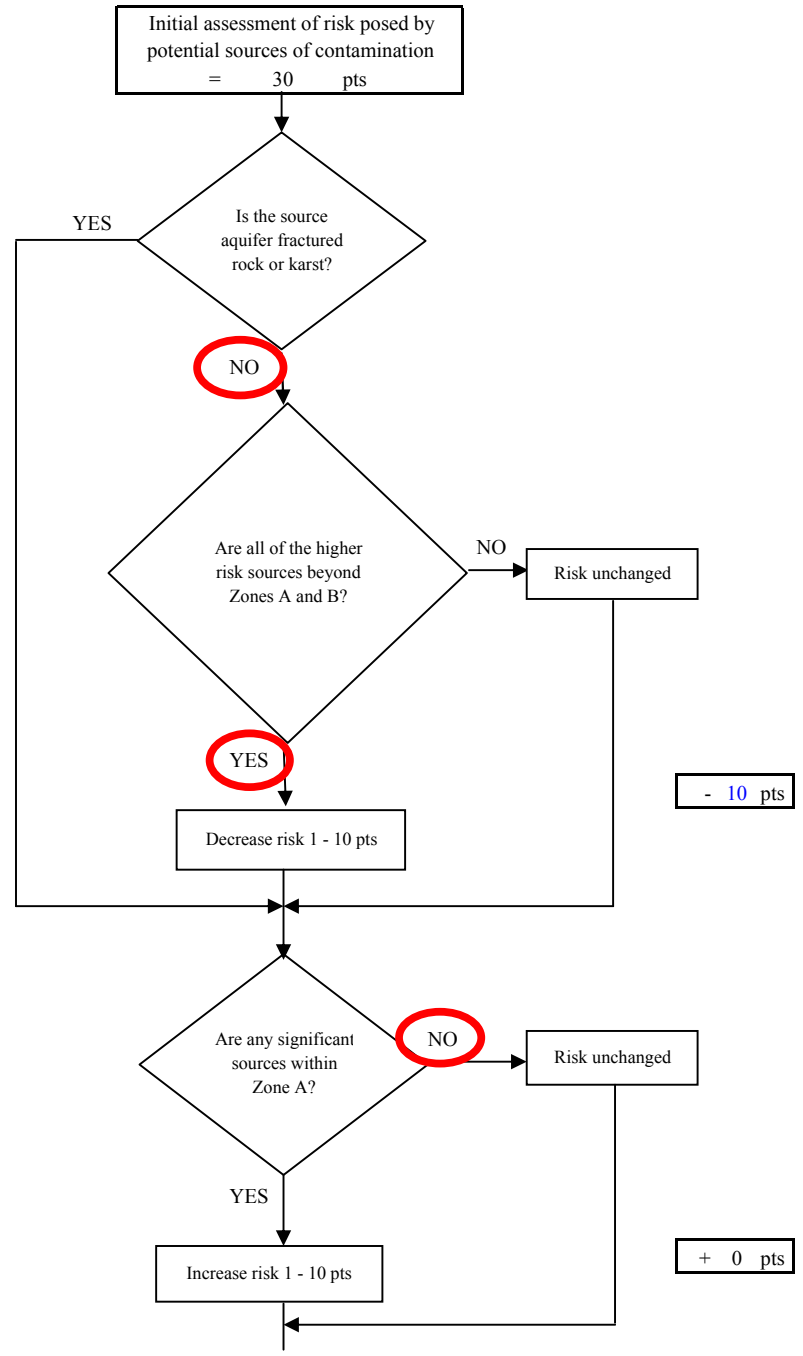 Initial assessment of risk posed by
potential sources of contamination
= 30 pts
YES
Is the source
aquifer fractured
rock or karst?
NO
Are all of the higher
risk sources beyond
Zones A and B?
NO
Risk unchanged
YES
- 10 pts
Decrease risk 1 - 10 pts
Are any significant
sources within
Zone A?
NO
Risk unchanged
YES
+ 0 pts
Increase risk 1 - 10 pts